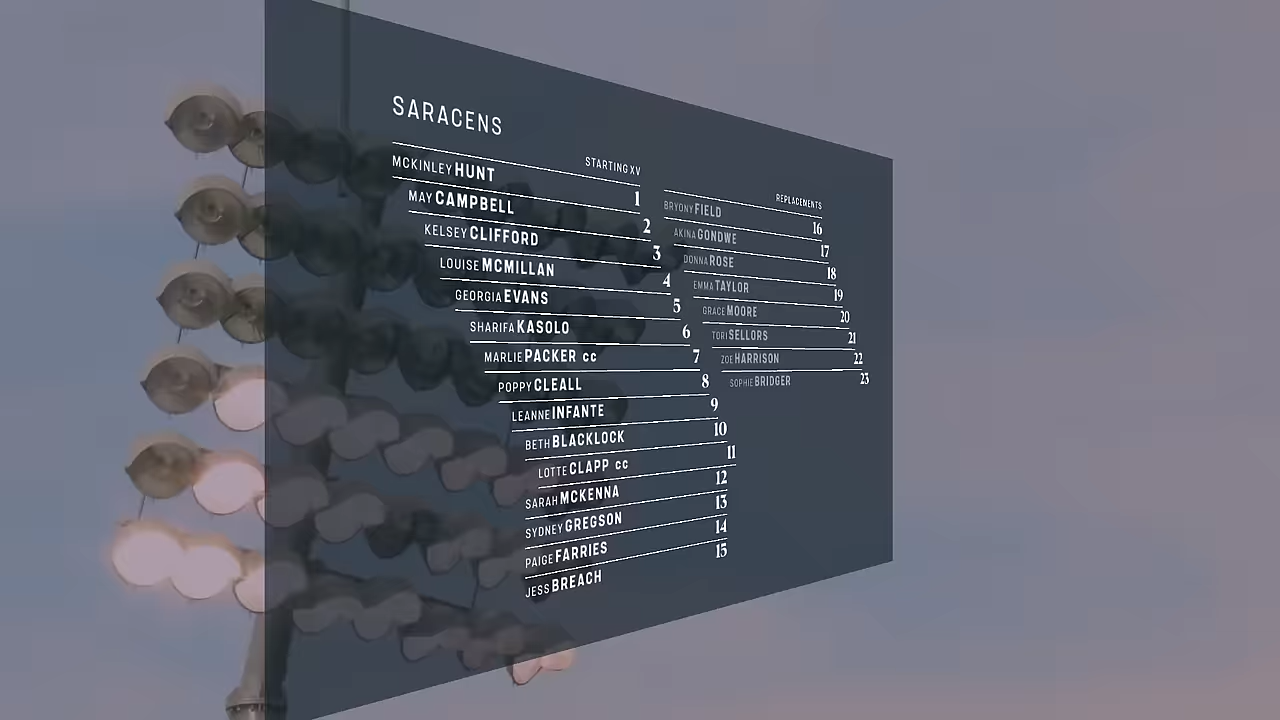 SARACENS
STARTING XV
MCKINLEY HUNT 1
MAY CAMPBELL 2
KELSEY CLIFFORD 3
LOUISE MCMILLAN 4
GEORGIA EVANS 5
SHARIFA KASOLO 6
MARLIE PACKER cc 7
POPPY CLEALL 8
LEANNE INFANTE 9
BETH BLACKLOCK 10
LOTTE CLAPP cc 11
SARAH MCKENNA 12
SYDNEY GREGSON 13
PAIGE FARRIES 14
JESS BREACH 15
REPLACEMENTS
BRYONY FIELD 16
AKINA GONDWE 17
DONNA ROSE 18
EMMA TAYLOR 19
GRACE MOORE 20
TORI SELLORS 21
ZOE HARRISON 22
SOPHIE BRIDGER 23